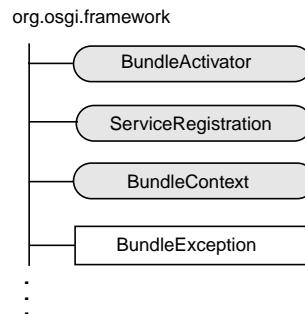 org.osgi.framework
BundleActivator
ServiceRegistration
BundleContext
BundleException